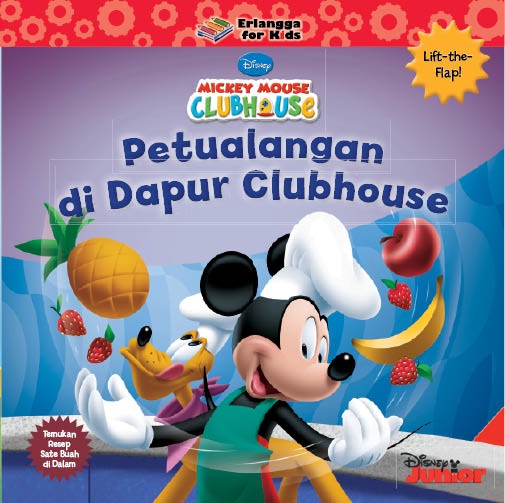 Erlangga
for Kids
Lift-the-
Flap!
Disney
MICKEY MOUSE
CLUBHOUSE
Petualangan
di Dapur Clubhouse
Temukan
Resep
Sate Buah
di Dalam
Disney
Junior